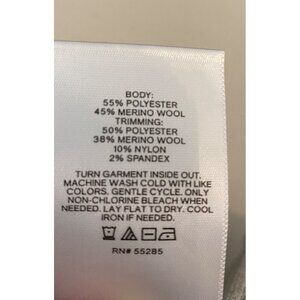 BODY:
55% POLYESTER
45% MERINO WOOL
TRIMMING:
50% POLYESTER
38% MERINO WOOL
10% NYLON
2% SPANDEX
TURN GARMENT INSIDE OUT.
MACHINE WASH COLD WITH LIKE
COLORS. GENTLE CYCLE. ONLY
NON-CHLORINE BLEACH WHEN
NEEDED. LAY FLAT TO DRY. COOL
IRON IF NEEDED.
RN# 55285